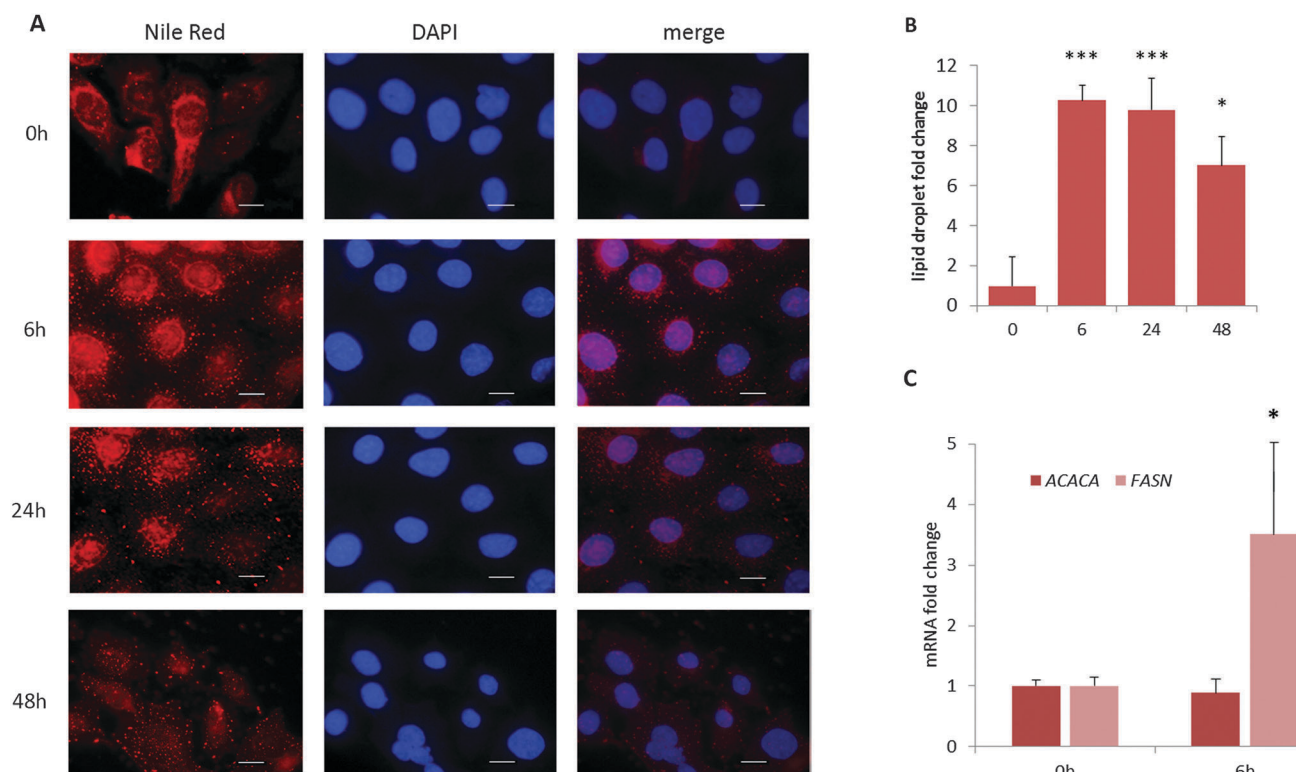 A
Nile Red
DAPI
merge
0h
6h
24h
48h
B
lipid droplet fold change
12
10
8
6
4
2
0
*** *** *
0 6 24 48
C
mRNA fold change
5
4
3
2
1
0
*
ACACA FASN
0h 6h